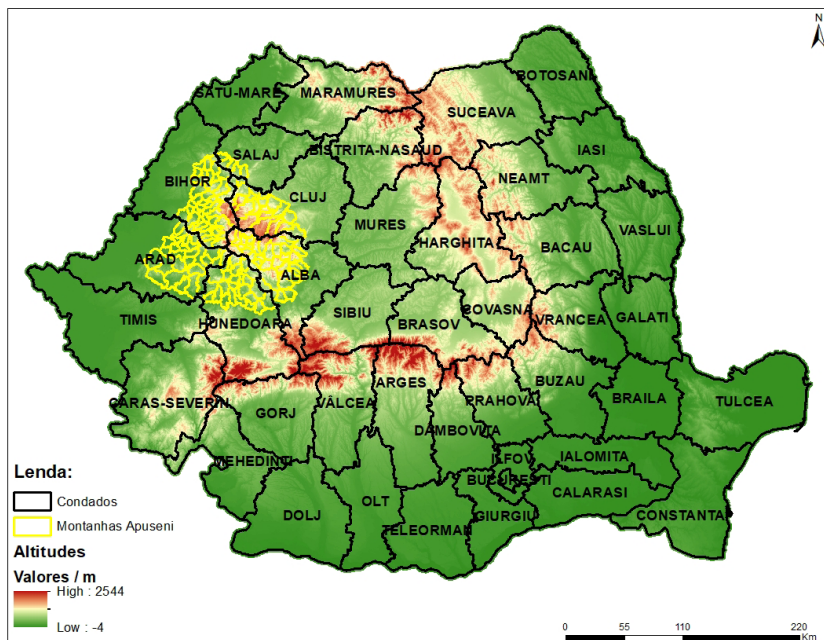 N
BOTOSANI
SATU-MARE
MARAMURES
SUCEAVA
SALAJ
BISTRITA-NASAUD
IASI
BIHOR
NEAMT
CLUJ
MURES
VASLUI
HARGHITA
BACAU
ARAD
ALBA
SIBIU
COVASNA
TIMIS
HUNEDOARA
BRASOV
VRANCEA
GALATI
CARAS-SEVERIN
ARGES
BUZAU
GORJ
VÂLCEA
PRAHOVA
BRAILA
TULCEA
DAMBOVITA
MEHEDINTI
ILFOV
IALOMITA
BUCURESTI
CALARASI
OLT
DOLJ
TELEORMAN
GIURGIU
CONSTANTA
Lenda:
Condados
Montanhas Apuseni
Altitudes
Valores / m
High : 2544
Low : -4
0 55 110 220
Km